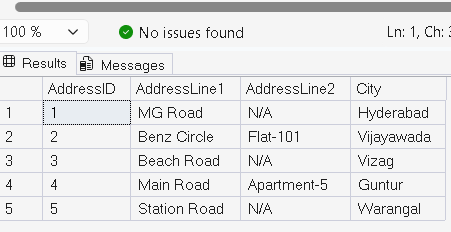 100 % No issues found Ln: 1, Ch:
Results Messages
AddressID AddressLine1 AddressLine2 City
1 1 MG Road N/A Hyderabad
2 2 Benz Circle Flat-101 Vijayawada
3 3 Beach Road N/A Vizag
4 4 Main Road Apartment-5 Guntur
5 5 Station Road N/A Warangal